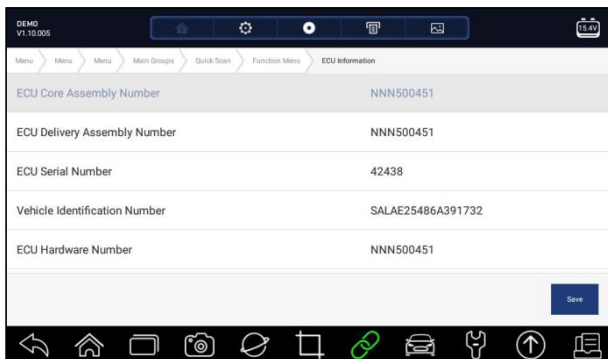 DEMO
V1.10.005
15.4V
Menu Menu Menu Main Groups Quick Scan Function Menu ECU Information
ECU Core Assembly Number NNN500451
ECU Delivery Assembly Number NNN500451
ECU Serial Number 42438
Vehicle Identification Number SALAE25486A391732
ECU Hardware Number NNN500451
Save